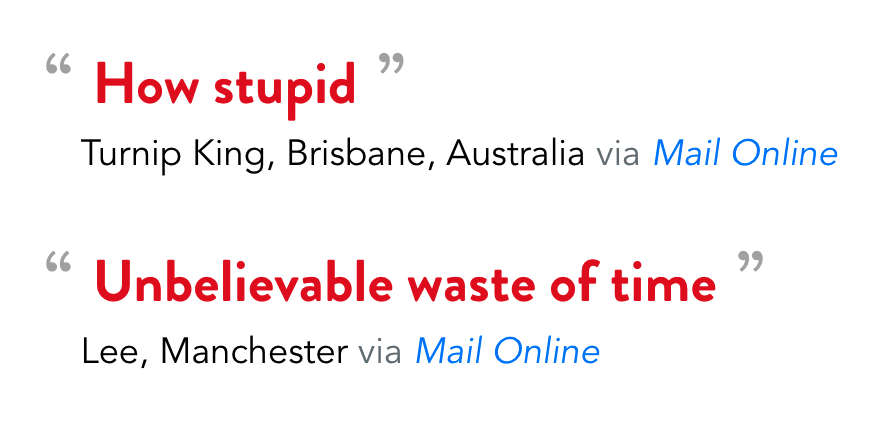 “ How stupid ”
Turnip King, Brisbane, Australia via Mail Online
“ Unbelievable waste of time ”
Lee, Manchester via Mail Online